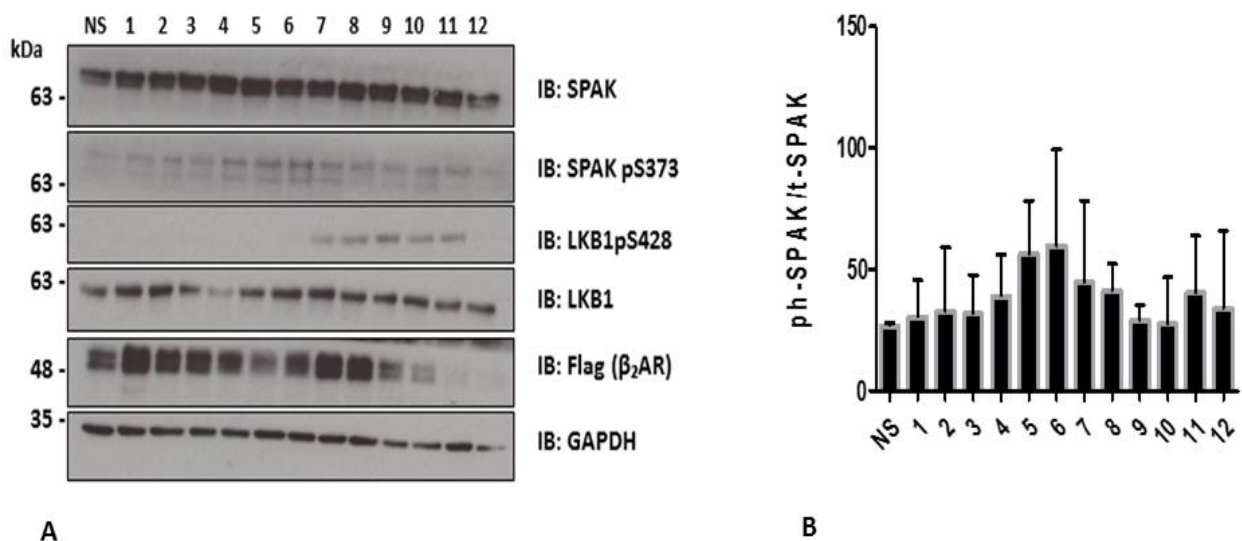 NS 1 2 3 4 5 6 7 8 9 10 11 12
kDa
63 - IB: SPAK
63 - IB: SPAK pS373
63 - IB: LKB1pS428
63 - IB: LKB1
48 - IB: Flag (β₂AR)
35 - IB: GAPDH
A
150
100
50
0
ph-SPAK/t-SPAK
NS 1 2 3 4 5 6 7 8 9 10 11 12
B